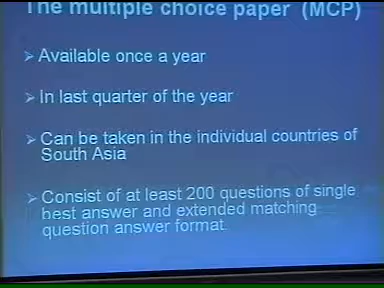 The multiple choice paper (MCP)
➢ Available once a year
➢ In last quarter of the year
➢ Can be taken in the individual countries of
South Asia
➢ Consist of at least 200 questions of single
best answer and extended matching
question answer format.